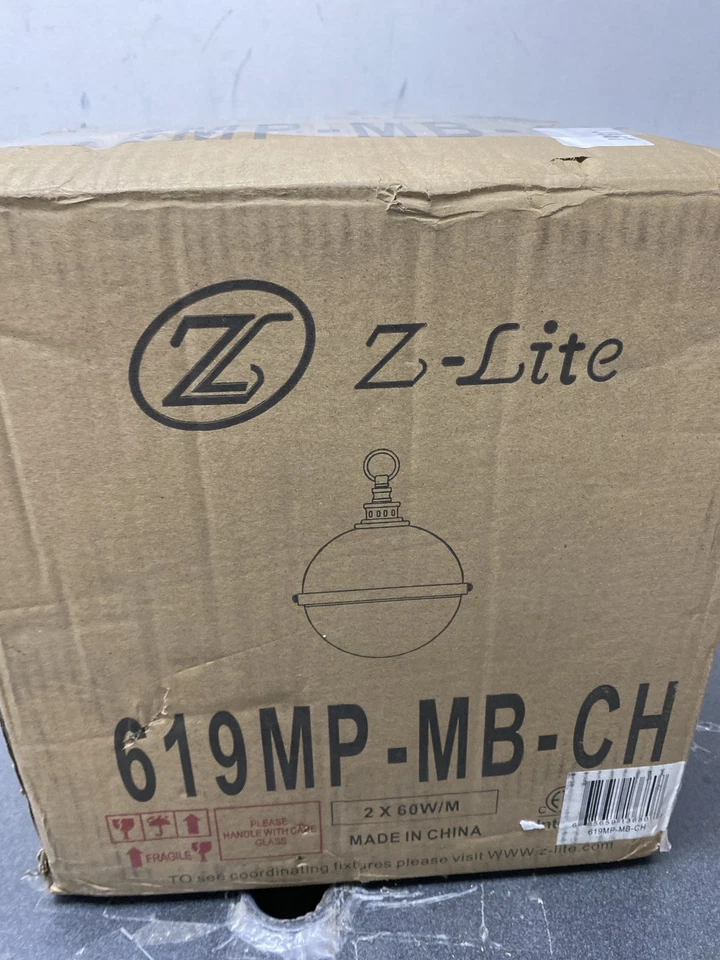 Z-Lite
619MP-MB-CH
2 X 60W/M
PLEASE
HANDLE WITH CARE
GLASS
FRAGILE
MADE IN CHINA
619MP-MB-CH
TO see coordinating fixtures please visit WWW.z-lite.com